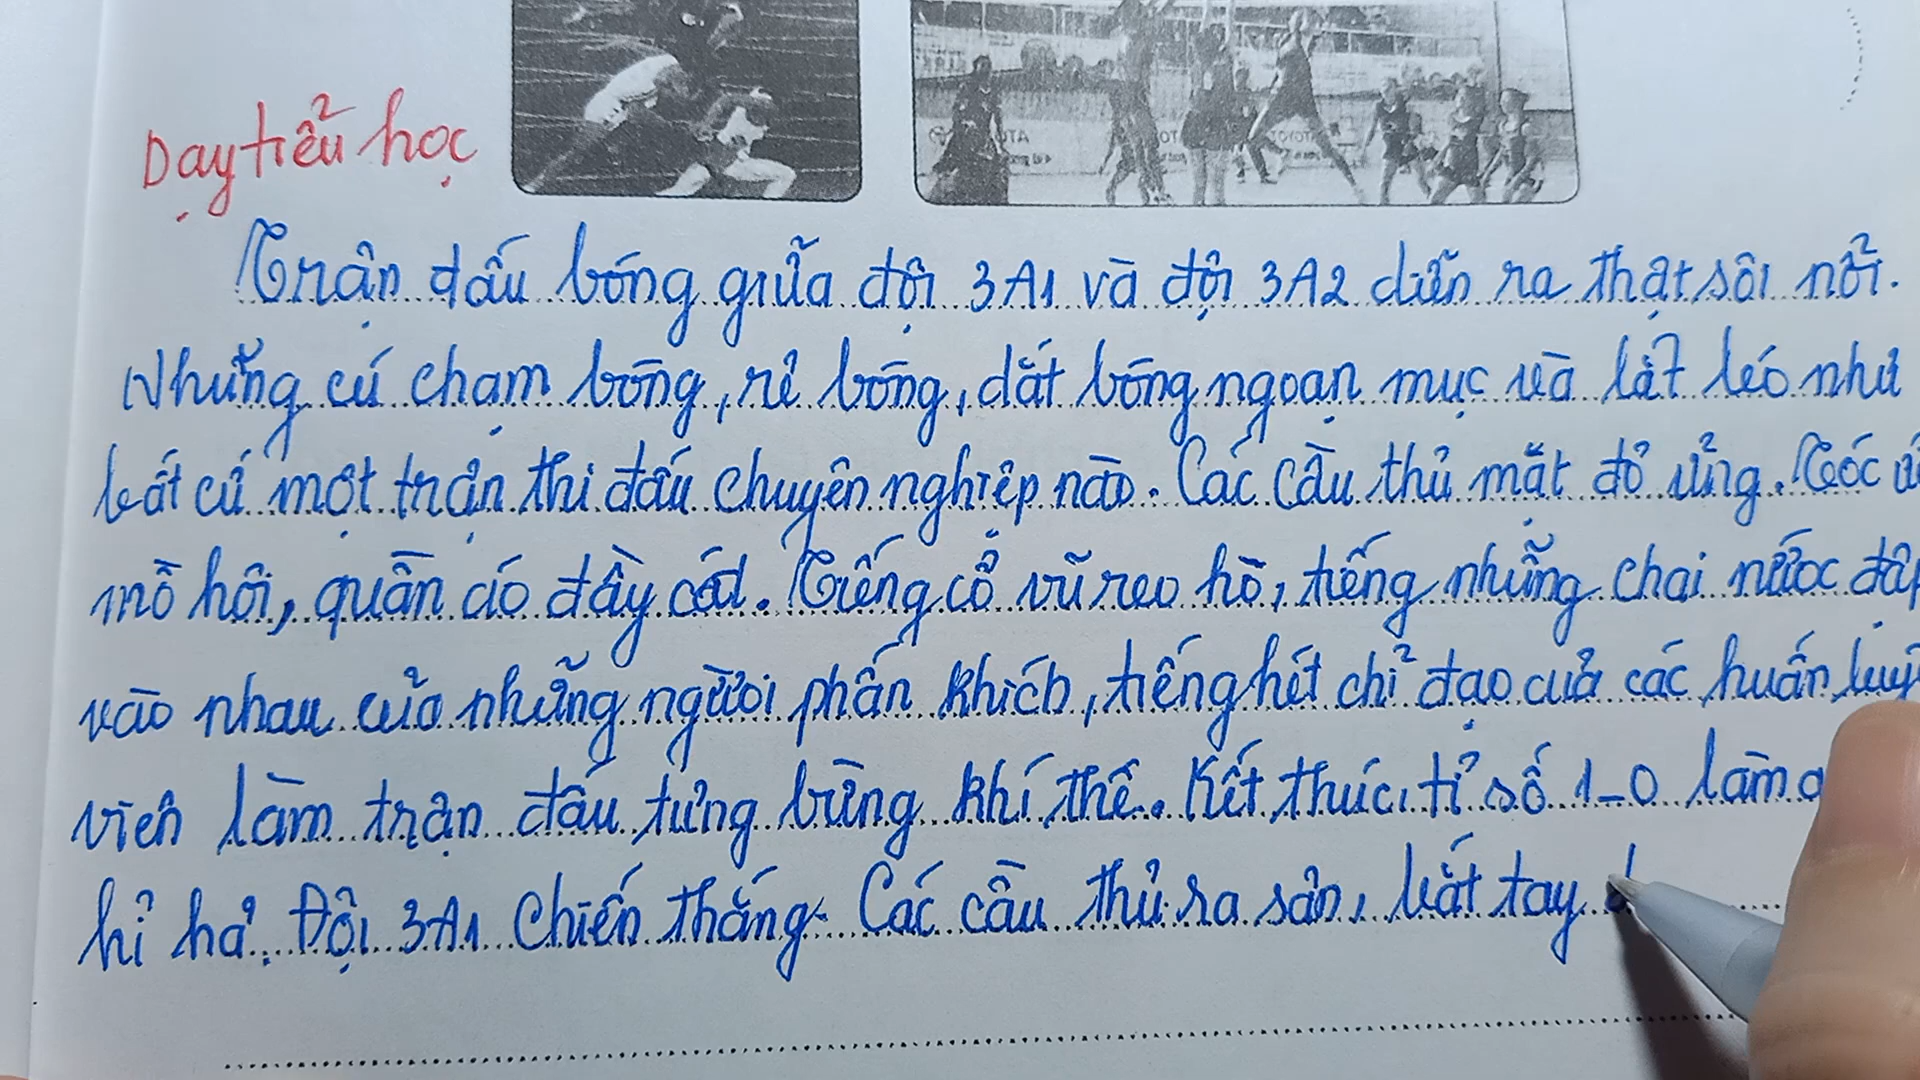 Dạy tiểu học
Trận đấu bóng giữa đội 3A1 và đội 3A2 diễn ra thật sôi nổi.
Những cú chạm bóng, rê bóng, dắt bóng ngoạn mục và lắt léo như
bất cứ một trận thi đấu chuyên nghiệp nào. Các cầu thủ mặt đỏ ửng. Tóc
mồ hôi, quần áo đầy cát. Tiếng cổ vũ reo hò, tiếng những chai nước đập
vào nhau của những người phấn khích, tiếng hét chỉ đạo của các huấn luyện
viên làm trận đấu tưng bừng khí thế. Kết thúc, tỉ số 1-0 làm
hỉ hả. Đội 3A1 chiến thắng. Các cầu thủ ra sân, bắt tay